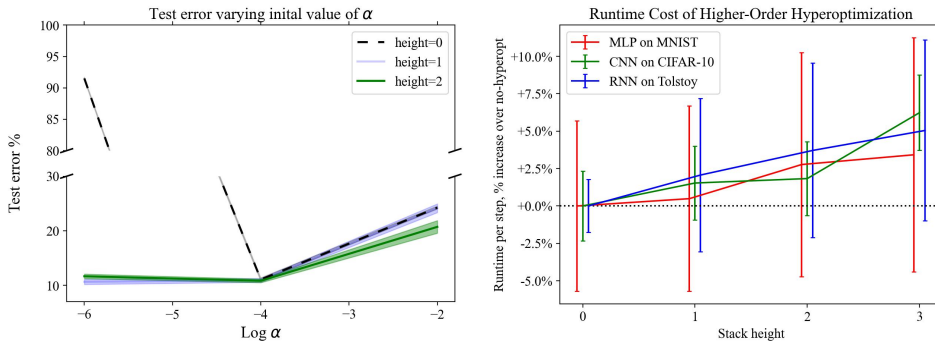 Test error varying inital value of α
Test error %
100
95
90
85
80
30
20
10
height=0
height=1
height=2
−6
−5
−4
−3
−2
Log α
Runtime Cost of Higher-Order Hyperoptimization
Runtime per step, % increase over no-hyperopt
+10.0%
+7.5%
+5.0%
+2.5%
+0.0%
-2.5%
-5.0%
MLP on MNIST
CNN on CIFAR-10
RNN on Tolstoy
0
1
2
3
Stack height